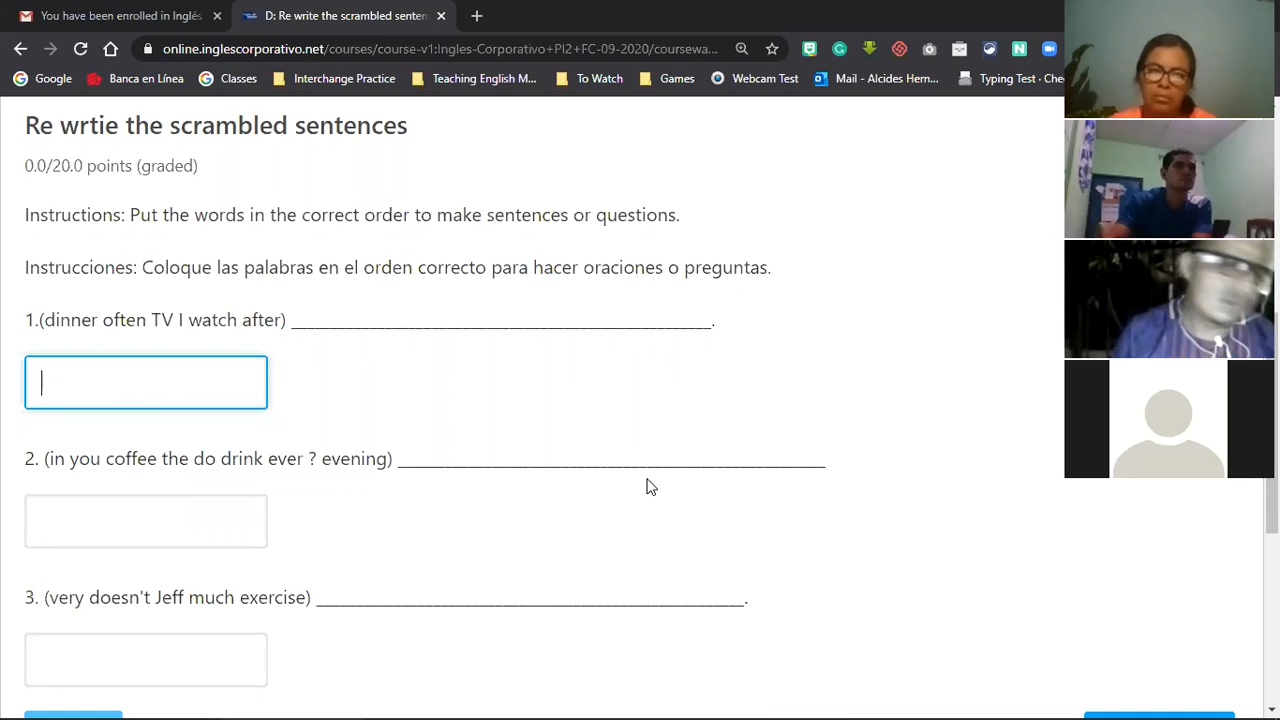 You have been enrolled in Inglés
D: Re write the scrambled senten
online.inglescorporativo.net/courses/course-v1:Ingles-Corporativo+PI2+FC-09-2020/coursewa...
Google Banca en Línea Classes Interchange Practice Teaching English M... To Watch Games Webcam Test Mail - Alcides Hern... Typing Test - Che
Re wrtie the scrambled sentences
0.0/20.0 points (graded)
Instructions: Put the words in the correct order to make sentences or questions.
Instrucciones: Coloque las palabras en el orden correcto para hacer oraciones o preguntas.
1.(dinner often TV I watch after) ___________________________________________.
2. (in you coffee the do drink ever ? evening) ____________________________________________
3. (very doesn't Jeff much exercise) ____________________________________________.